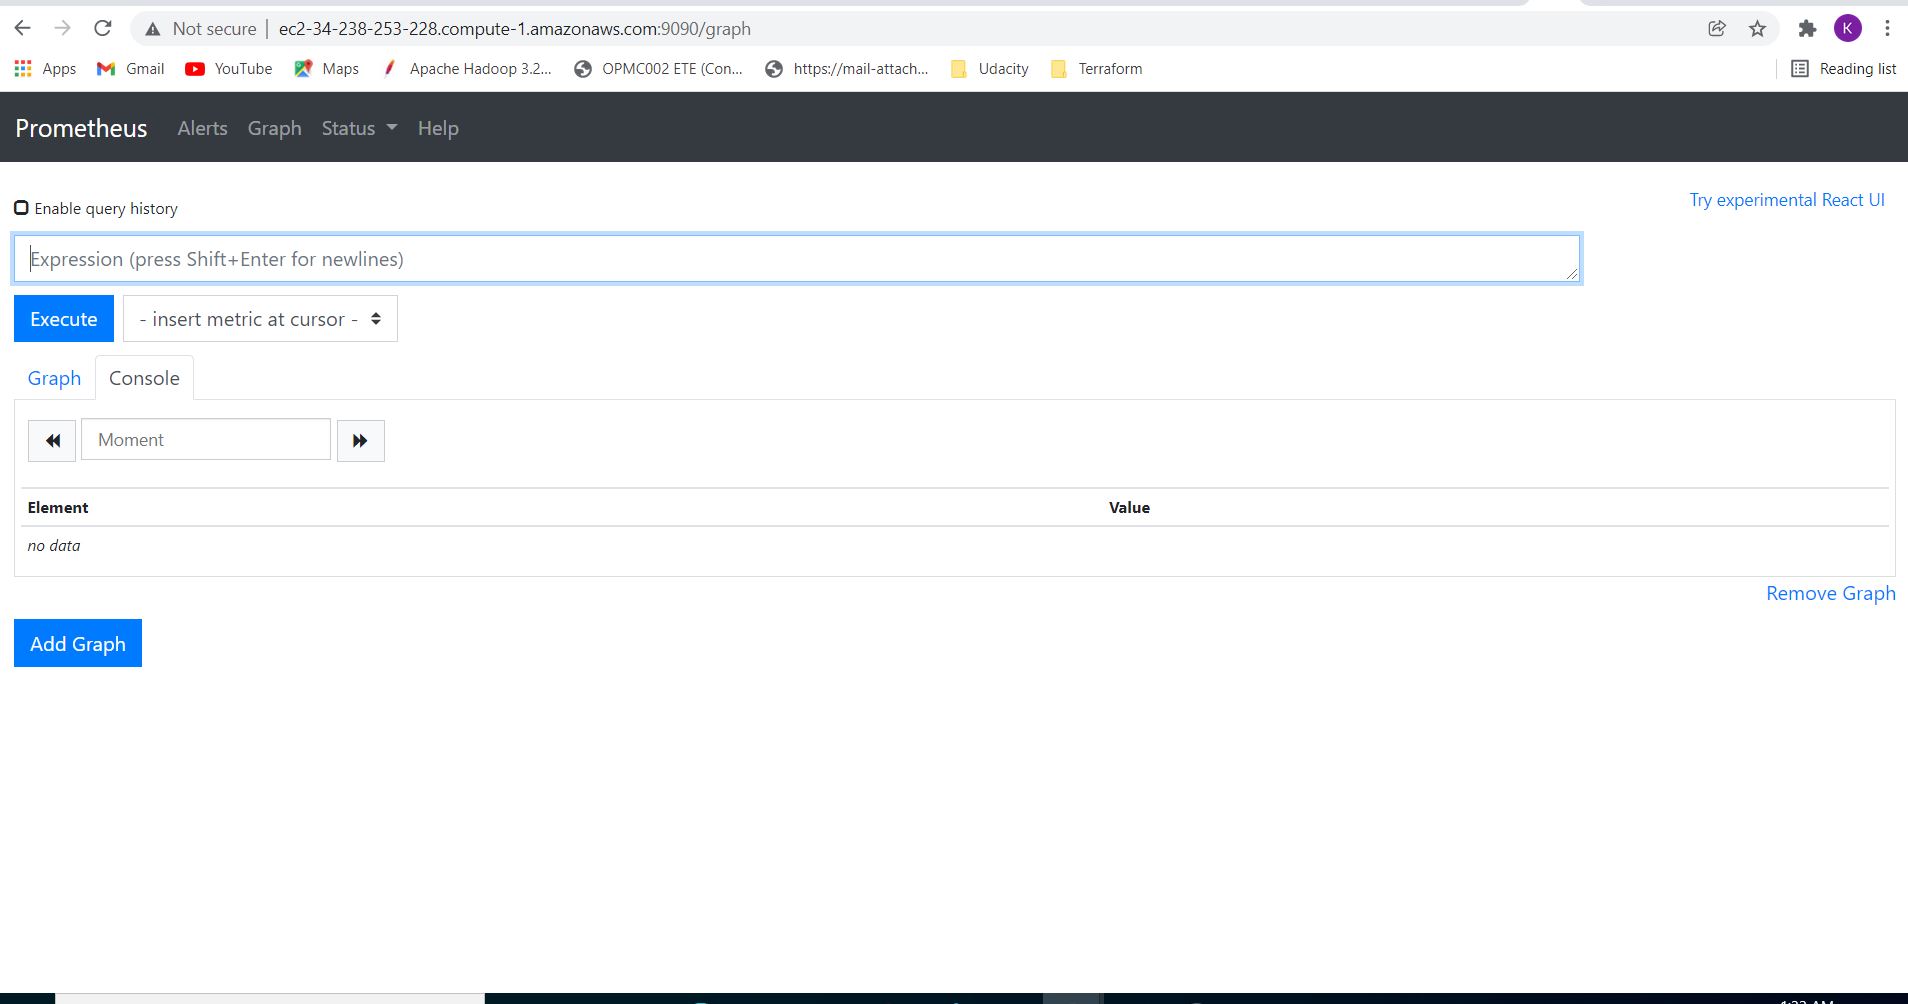 Not secure | ec2-34-238-253-228.compute-1.amazonaws.com:9090/graph K
Apps Gmail YouTube Maps Apache Hadoop 3.2... OPMC002 ETE (Con... https://mail-attach... Udacity Terraform Reading list
Prometheus Alerts Graph Status Help
Try experimental React UI
Enable query history
Expression (press Shift+Enter for newlines)
Execute - insert metric at cursor -
Graph Console
Moment
Element Value
no data
Remove Graph
Add Graph